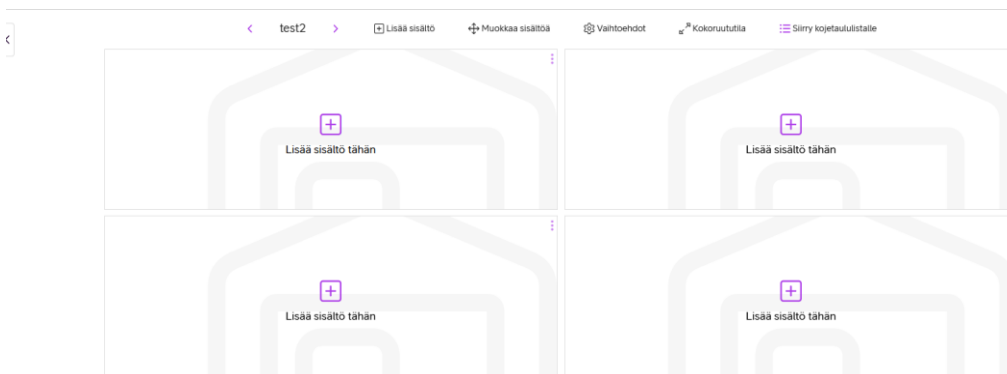 test2 Lisää sisältö Muokkaa sisältöä Vaihtoehdot Kokoruututila Siirry kojetaululistalle
Lisää sisältö tähän Lisää sisältö tähän
Lisää sisältö tähän Lisää sisältö tähän